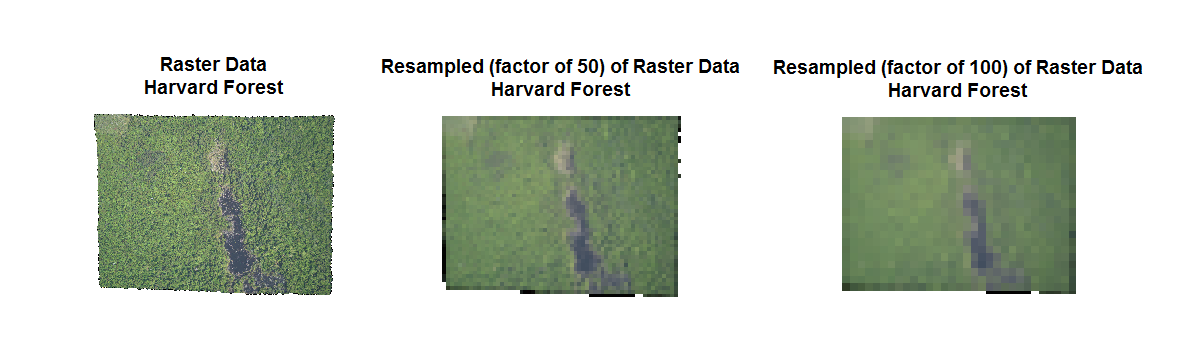 Raster Data
Harvard Forest
Resampled (factor of 50) of Raster Data
Harvard Forest
Resampled (factor of 100) of Raster Data
Harvard Forest